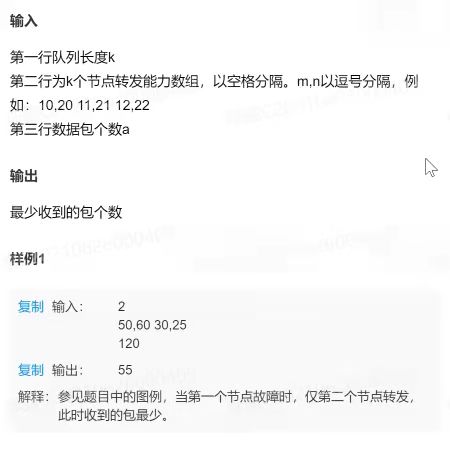 输入
第一行队列长度k
第二行为k个节点转发能力数组，以空格分隔。m,n以逗号分隔，例
如：10,20 11,21 12,22
第三行数据包个数a
输出
最少收到的包个数
样例1
复制 输入： 2
50,60 30,25
120
复制 输出： 55
解释：参见题目中的图例，当第一个节点故障时，仅第二个节点转发，
此时收到的包最少。